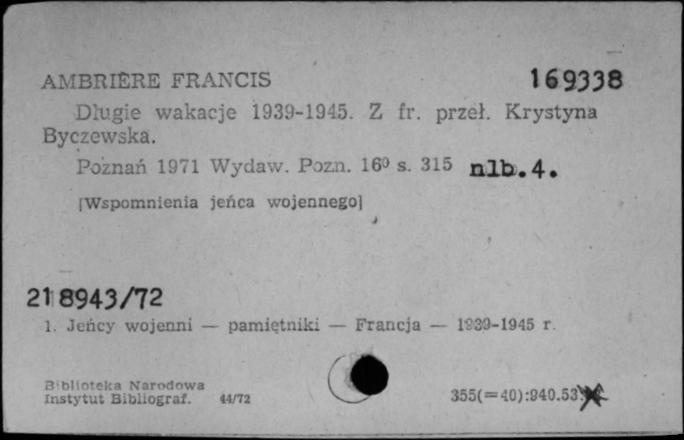 AMBRIÈRE FRANCIS 169338
Długie wakacje 1939-1945. Z fr. przeł. Krystyna
Byczewska.
Poznań 1971 Wydaw. Pozn. 16⁰ s. 315 nlb.4.
[Wspomnienia jeńca wojennego]
218943/72
1. Jeńcy wojenni — pamiętniki — Francja — 1939-1945 r.
Biblioteka Narodowa
Instytut Bibliograf. 44/72 355(=40):940.53